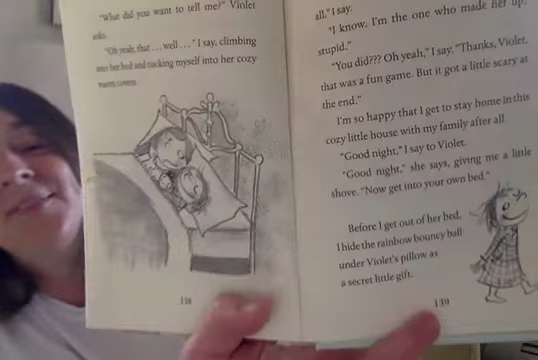 "What did you want to tell me?" Violet
asks.
"Oh yeah, that . . . well . . ." I say, climbing
into her bed and tucking myself into her cozy
warm covers.
118
all," I say.
"I know. I'm the one who made her up,
stupid."
"You did??? Oh yeah," I say. "Thanks, Violet,
that was a fun game. But it got a little scary at
the end."
I'm so happy that I get to stay home in this
cozy little house with my family after all.
"Good night," I say to Violet.
"Good night," she says, giving me a little
shove. "Now get into your own bed."
Before I get out of her bed,
I hide the rainbow bouncy ball
under Violet's pillow as
a secret little gift.